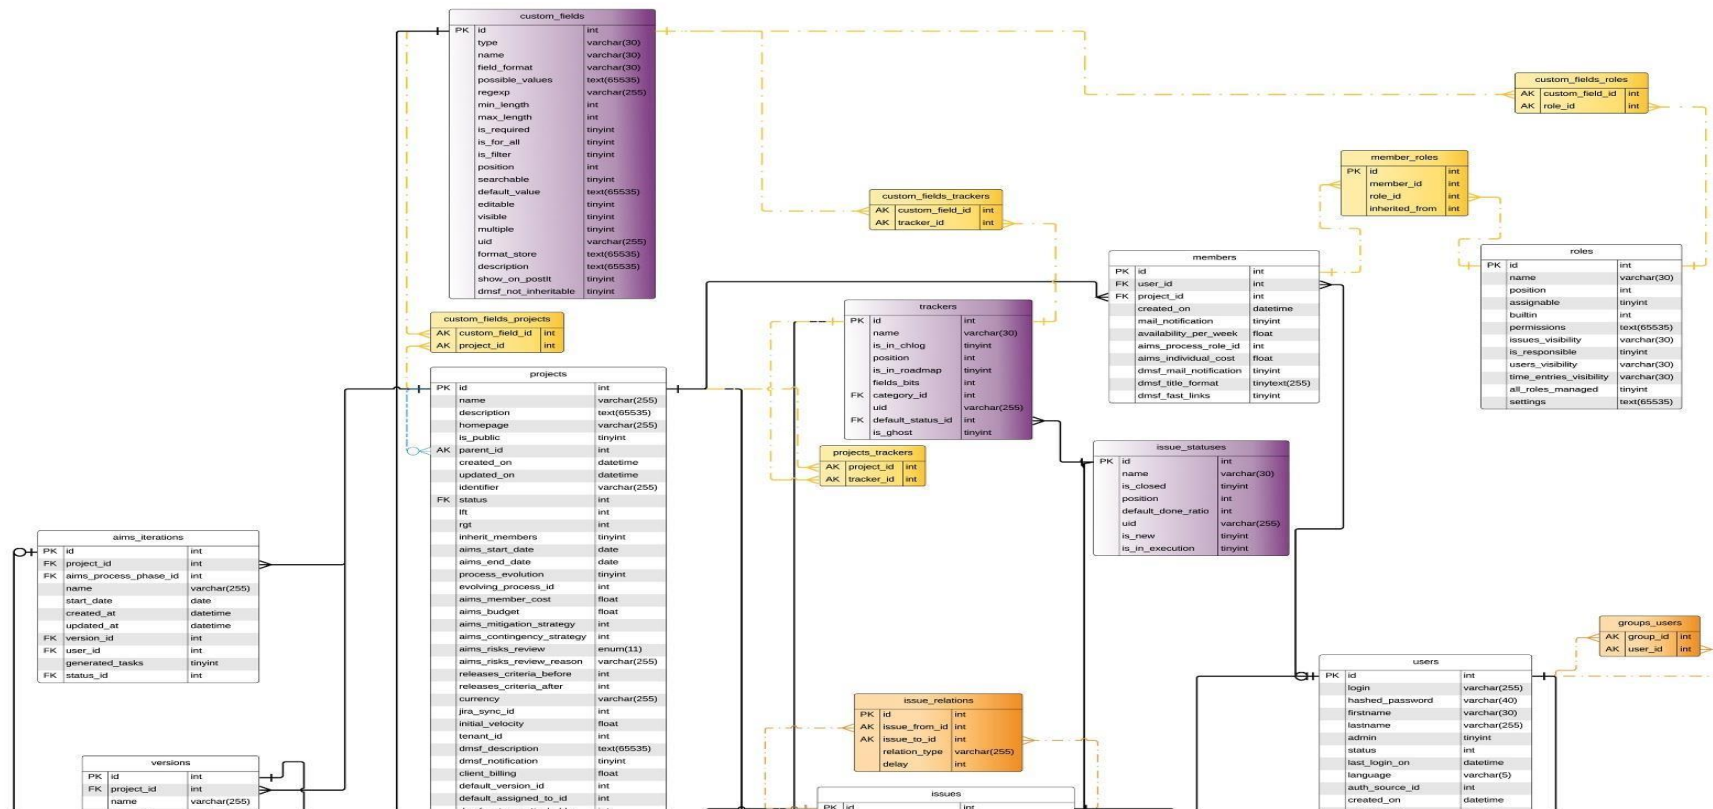 custom_fields
PK id int
type varchar(30)
name varchar(30)
field_format varchar(30)
possible_values text(65535)
regexp varchar(255)
min_length int
max_length int
is_required tinyint
is_for_all tinyint
is_filter tinyint
position int
searchable tinyint
default_value text(65535)
editable tinyint
visible tinyint
multiple tinyint
uid varchar(255)
format_store text(65535)
description text(65535)
show_on_postit tinyint
dmsf_not_inheritable tinyint
custom_fields_roles
AK custom_field_id int
AK role_id int
member_roles
PK id int
member_id int
role_id int
inherited_from int
custom_fields_trackers
AK custom_field_id int
AK tracker_id int
members
PK id int
FK user_id int
FK project_id int
created_on datetime
mail_notification tinyint
availability_per_week float
aims_process_role_id int
aims_individual_cost float
dmsf_mail_notification tinyint
dmsf_title_format tinytext(255)
dmsf_fast_links tinyint
roles
PK id int
name varchar(30)
position int
assignable tinyint
builtin int
permissions text(65535)
issues_visibility varchar(30)
is_responsible tinyint
users_visibility varchar(30)
time_entries_visibility varchar(30)
all_roles_managed tinyint
settings text(65535)
trackers
PK id int
name varchar(30)
is_in_chlog tinyint
position int
is_in_roadmap tinyint
fields_bits int
FK category_id int
uid varchar(255)
FK default_status_id int
is_ghost tinyint
custom_fields_projects
AK custom_field_id int
AK project_id int
projects
PK id int
name varchar(255)
description text(65535)
homepage varchar(255)
is_public tinyint
AK parent_id int
created_on datetime
updated_on datetime
identifier varchar(255)
FK status int
lft int
rgt int
inherit_members tinyint
aims_start_date date
aims_end_date date
process_evolution tinyint
evolving_process_id int
aims_member_cost float
aims_budget float
aims_mitigation_strategy int
aims_contingency_strategy int
aims_risks_review enum(11)
aims_risks_review_reason varchar(255)
releases_criteria_before int
releases_criteria_after int
currency varchar(255)
jira_sync_id int
initial_velocity float
tenant_id int
dmsf_description text(65535)
dmsf_notification tinyint
client_billing float
default_version_id int
default_assigned_to_id int
projects_trackers
AK project_id int
AK tracker_id int
issue_statuses
PK id int
name varchar(30)
is_closed tinyint
position int
default_done_ratio int
uid varchar(255)
is_new tinyint
is_in_execution tinyint
aims_iterations
PK id int
FK project_id int
FK aims_process_phase_id int
name varchar(255)
start_date date
created_at datetime
updated_at datetime
FK version_id int
FK user_id int
generated_tasks tinyint
FK status_id int
groups_users
AK group_id int
AK user_id int
users
PK id int
login varchar(255)
hashed_password varchar(40)
firstname varchar(30)
lastname varchar(255)
admin tinyint
status int
last_login_on datetime
language varchar(5)
auth_source_id int
created_on datetime
issue_relations
PK id int
AK issue_from_id int
AK issue_to_id int
relation_type varchar(255)
delay int
versions
PK id int
FK project_id int
name varchar(255)
issues
PK id int